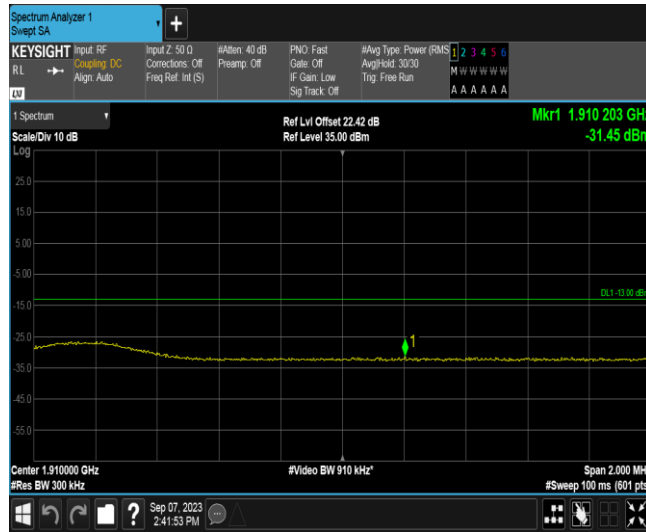 Spectrum Analyzer 1
Swept SA
+
KEYSIGHT
RL
LXI
Input: RF
Coupling: DC
Align: Auto
Input Z: 50 Ω
Corrections: Off
Freq Ref: Int (S)
#Atten: 40 dB
Preamp: Off
PNO: Fast
Gate: Off
IF Gain: Low
Sig Track: Off
#Avg Type: Power (RMS
Avg|Hold: 30/30
Trig: Free Run
1 2 3 4 5 6
M W W W W W
A A A A A A
1 Spectrum
Scale/Div 10 dB
Log
Ref Lvl Offset 22.42 dB
Ref Level 35.00 dBm
Mkr1 1.910 203 GHz
-31.45 dBm
25.0
15.0
5.00
-5.00
DL1 -13.00 dBm
-15.0
-25.0
1
-35.0
-45.0
-55.0
Center 1.910000 GHz
#Res BW 300 kHz
#Video BW 910 kHz*
Span 2.000 MH
#Sweep 100 ms (601 pts
?
Sep 07, 2023
2:41:53 PM